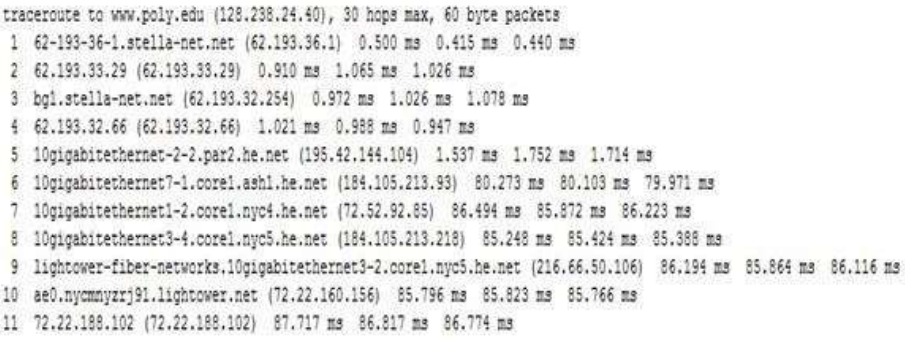 traceroute to www.poly.edu (128.238.24.40), 30 hops max, 60 byte packets
1 62-193-36-1.stella-net.net (62.193.36.1) 0.500 ms 0.415 ms 0.440 ms
2 62.193.33.29 (62.193.33.29) 0.910 ms 1.065 ms 1.026 ms
3 bg1.stella-net.net (62.193.32.254) 0.972 ms 1.026 ms 1.078 ms
4 62.193.32.66 (62.193.32.66) 1.021 ms 0.988 ms 0.947 ms
5 10gigabitethernet-2-2.par2.he.net (195.42.144.104) 1.537 ms 1.752 ms 1.714 ms
6 10gigabitethernet7-1.core1.ash1.he.net (184.105.213.93) 80.273 ms 80.103 ms 79.971 ms
7 10gigabitethernet1-2.core1.nyc4.he.net (72.52.92.85) 86.494 ms 85.872 ms 86.223 ms
8 10gigabitethernet3-4.core1.nyc5.he.net (184.105.213.218) 85.248 ms 85.424 ms 85.388 ms
9 lightower-fiber-networks.10gigabitethernet3-2.core1.nyc5.he.net (216.66.50.106) 86.194 ms 85.864 ms 86.116 ms
10 ae0.nycmnyzrj91.lightower.net (72.22.160.156) 85.796 ms 85.823 ms 85.766 ms
11 72.22.188.102 (72.22.188.102) 87.717 ms 86.817 ms 86.774 ms